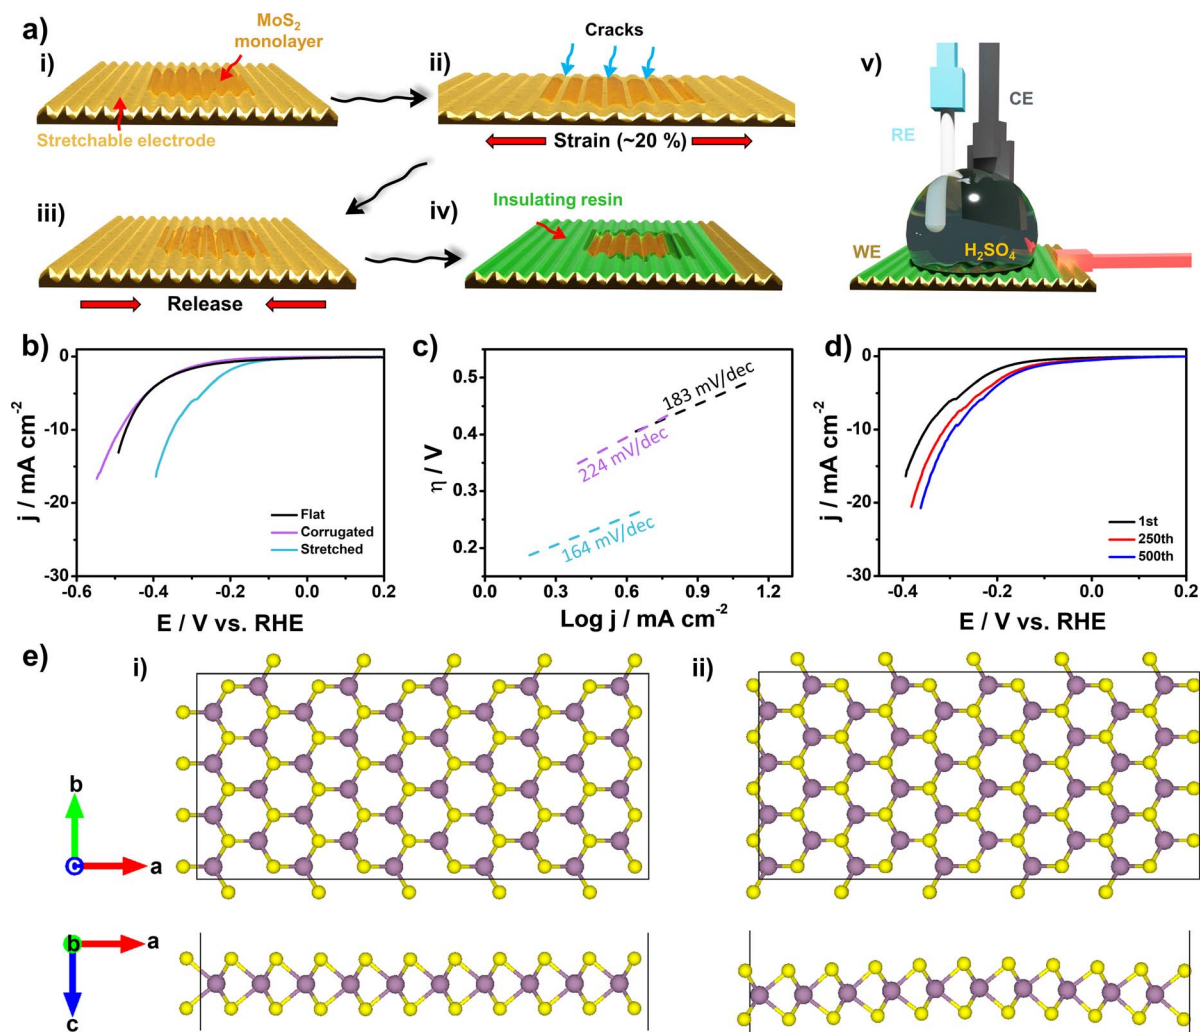 a)
i)
MoS2
monolayer
Stretchable electrode
ii)
Cracks
Strain (~20 %)
iii)
Release
iv)
Insulating resin
v)
RE
CE
WE
H2SO4
b)
j / mA cm-2
0
-10
-20
-30
Flat
Corrugated
Stretched
-0.6
-0.4
-0.2
0.0
0.2
E / V vs. RHE
c)
η / V
0.5
0.4
0.3
0.2
183 mV/dec
224 mV/dec
164 mV/dec
0.0
0.3
0.6
0.9
1.2
Log j / mA cm-2
d)
j / mA cm-2
0
-10
-20
-30
1st
250th
500th
-0.4
-0.2
0.0
0.2
E / V vs. RHE
e)
i)
ii)
b
c
a
b
a
c